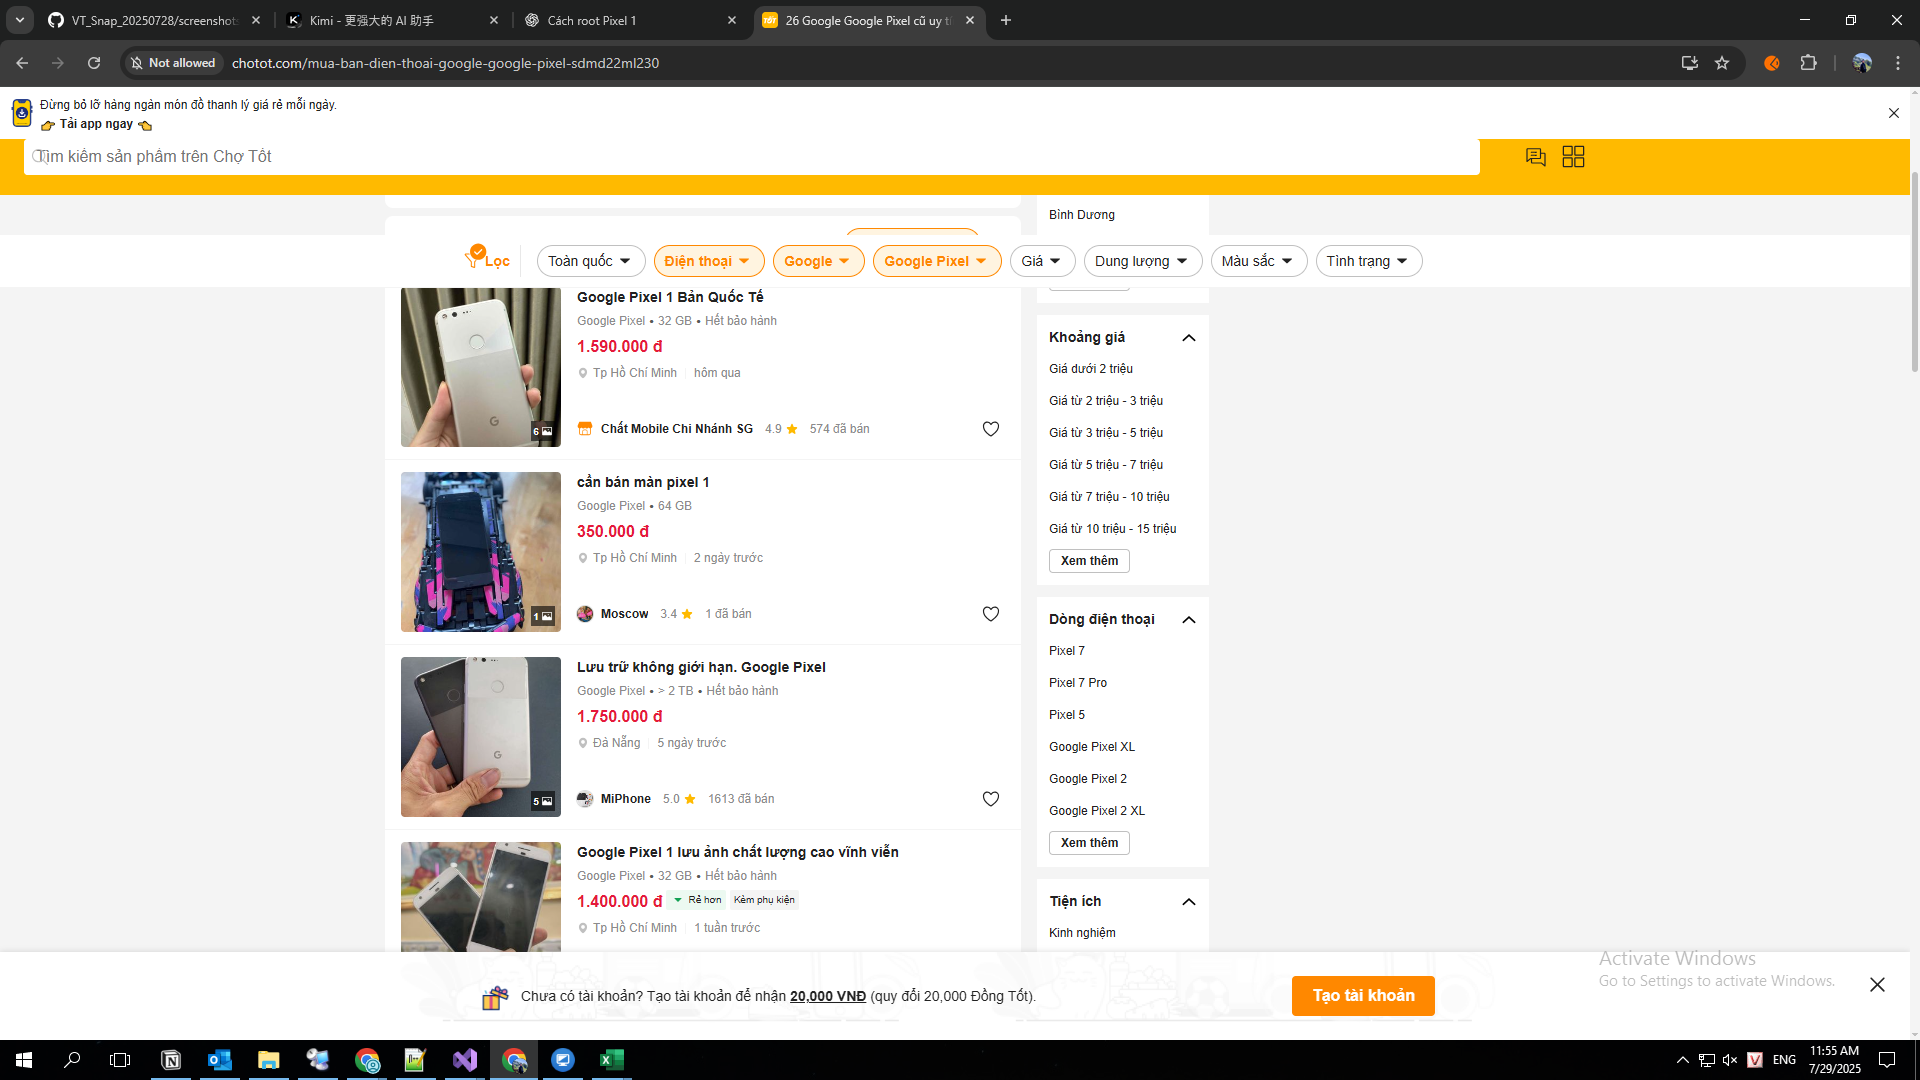 VT_Snap_20250728/screenshot
Kimi - 更强大的 AI 助手
Cách root Pixel 1
26 Google Google Pixel cũ uy tí
Not allowed
chotot.com/mua-ban-dien-thoai-google-google-pixel-sdmd22ml230
Đừng bỏ lỡ hàng ngàn món đồ thanh lý giá rẻ mỗi ngày.
👉 Tải app ngay 👈
Tìm kiếm sản phẩm trên Chợ Tốt
Bình Dương
Lọc
Toàn quốc
Điện thoại
Google
Google Pixel
Giá
Dung lượng
Màu sắc
Tình trạng
Google Pixel 1 Bản Quốc Tế
Google Pixel • 32 GB • Hết bảo hành
1.590.000 đ
Tp Hồ Chí Minh
hôm qua
6
Chất Mobile Chi Nhánh SG
4.9
574 đã bán
cần bán màn pixel 1
Google Pixel • 64 GB
350.000 đ
Tp Hồ Chí Minh
2 ngày trước
1
Moscow
3.4
1 đã bán
Lưu trữ không giới hạn. Google Pixel
Google Pixel • > 2 TB • Hết bảo hành
1.750.000 đ
Đà Nẵng
5 ngày trước
5
MiPhone
5.0
1613 đã bán
Google Pixel 1 lưu ảnh chất lượng cao vĩnh viễn
Google Pixel • 32 GB • Hết bảo hành
1.400.000 đ
Rẻ hơn
Kèm phụ kiện
Tp Hồ Chí Minh
1 tuần trước
Khoảng giá
Giá dưới 2 triệu
Giá từ 2 triệu - 3 triệu
Giá từ 3 triệu - 5 triệu
Giá từ 5 triệu - 7 triệu
Giá từ 7 triệu - 10 triệu
Giá từ 10 triệu - 15 triệu
Xem thêm
Dòng điện thoại
Pixel 7
Pixel 7 Pro
Pixel 5
Google Pixel XL
Google Pixel 2
Google Pixel 2 XL
Xem thêm
Tiện ích
Kinh nghiệm
Chưa có tài khoản? Tạo tài khoản để nhận 20,000 VNĐ (quy đổi 20,000 Đồng Tốt).
Tạo tài khoản
Activate Windows
Go to Settings to activate Windows.
ENG
11:55 AM
7/29/2025